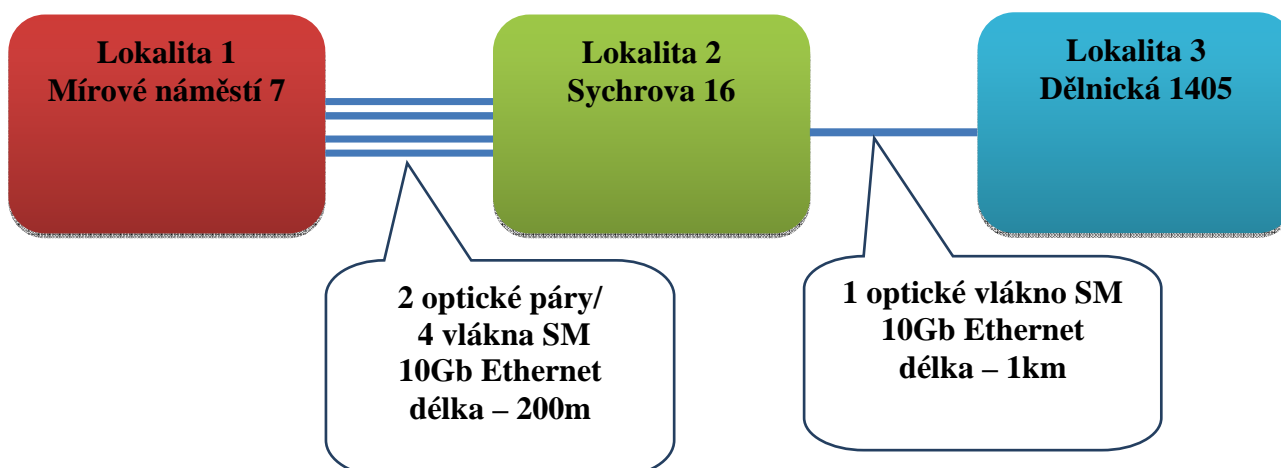 Lokalita 1
Mírové náměstí 7
Lokalita 2
Sychrova 16
Lokalita 3
Dělnická 1405
2 optické páry/
4 vlákna SM
10Gb Ethernet
délka – 200m
1 optické vlákno SM
10Gb Ethernet
délka – 1km